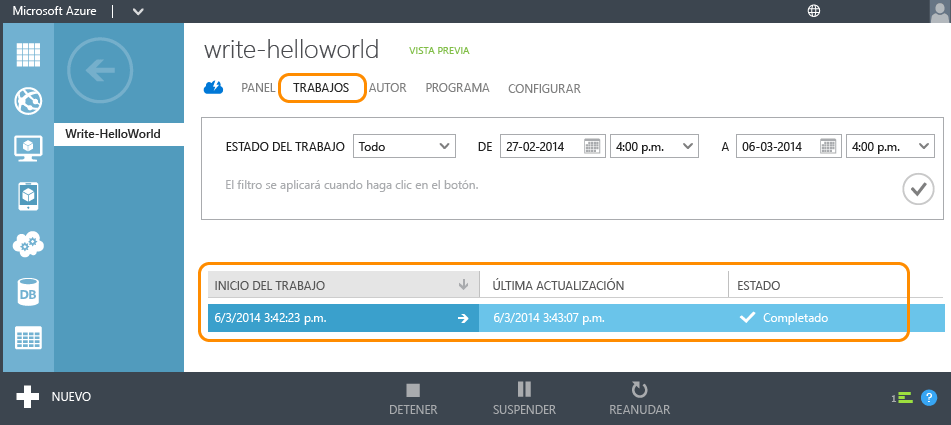 Microsoft Azure
write-helloworld VISTA PREVIA
PANEL TRABAJOS AUTOR PROGRAMA CONFIGURAR
Write-HelloWorld
ESTADO DEL TRABAJO Todo DE 27-02-2014 4:00 p.m. A 06-03-2014 4:00 p.m.
El filtro se aplicará cuando haga clic en el botón.
INICIO DEL TRABAJO ÚLTIMA ACTUALIZACIÓN ESTADO
6/3/2014 3:42:23 p.m. 6/3/2014 3:43:07 p.m. Completado
DB
NUEVO DETENER SUSPENDER REANUDAR 1 ?